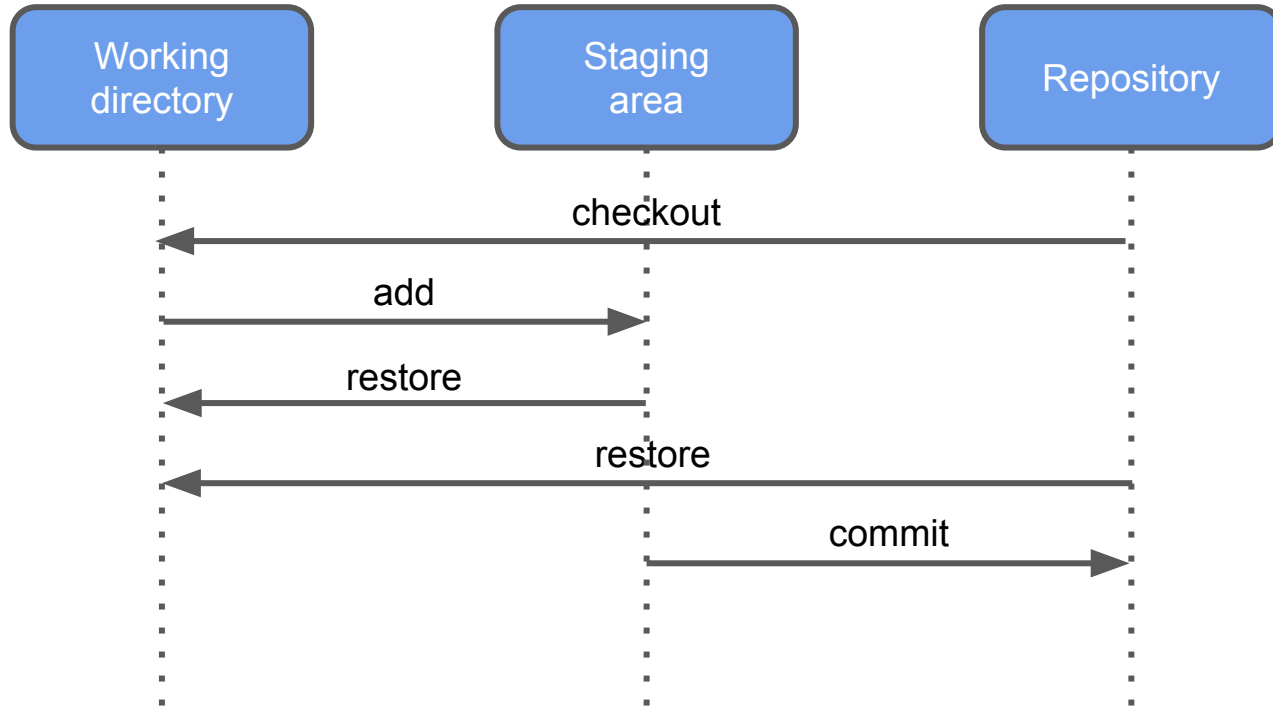 Working
directory
Staging
area
Repository
checkout
add
restore
restore
commit